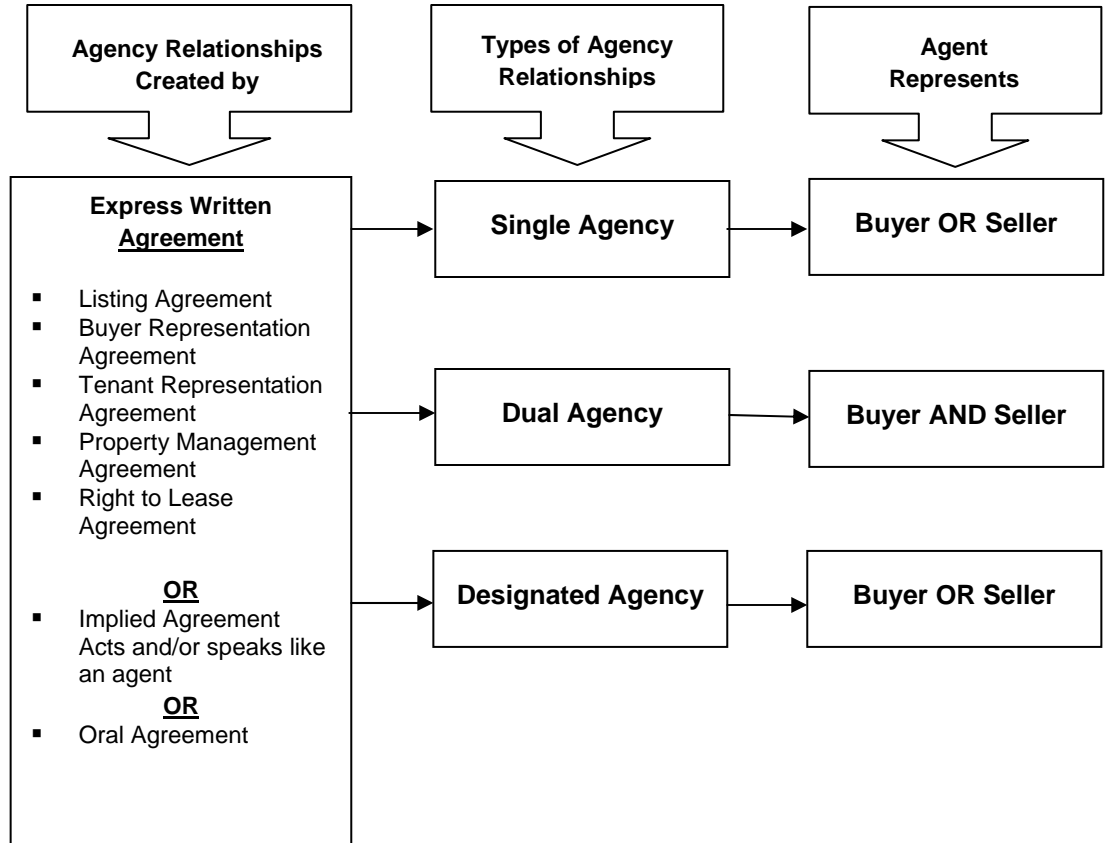 Agency Relationships
Created by
Types of Agency
Relationships
Agent
Represents
Express Written
Agreement
▪ Listing Agreement
▪ Buyer Representation
Agreement
▪ Tenant Representation
Agreement
▪ Property Management
Agreement
▪ Right to Lease
Agreement
OR
▪ Implied Agreement
Acts and/or speaks like
an agent
OR
▪ Oral Agreement
Single Agency
Buyer OR Seller
Dual Agency
Buyer AND Seller
Designated Agency
Buyer OR Seller